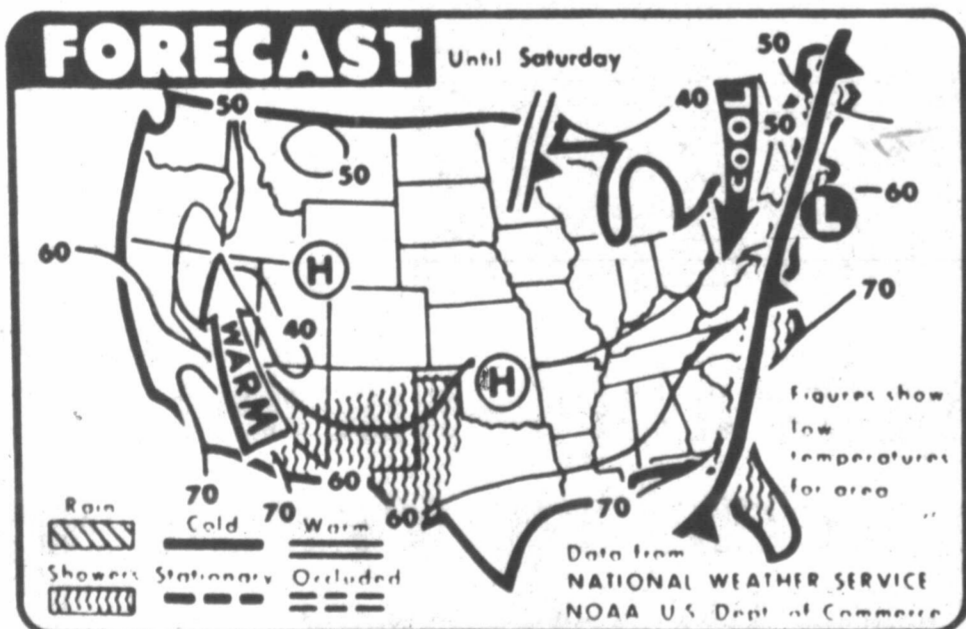 FORECAST Until Saturday
50
40
50
50
COOL
50
60
L
60
H
70
40
WARM
H
Figures show
low
temperatures
for area
70
70
60
60
70
Rain
Cold
Warm
Showers
Stationary
Occluded
Data from
NATIONAL WEATHER SERVICE
NOAA U.S. Dept. of Commerce